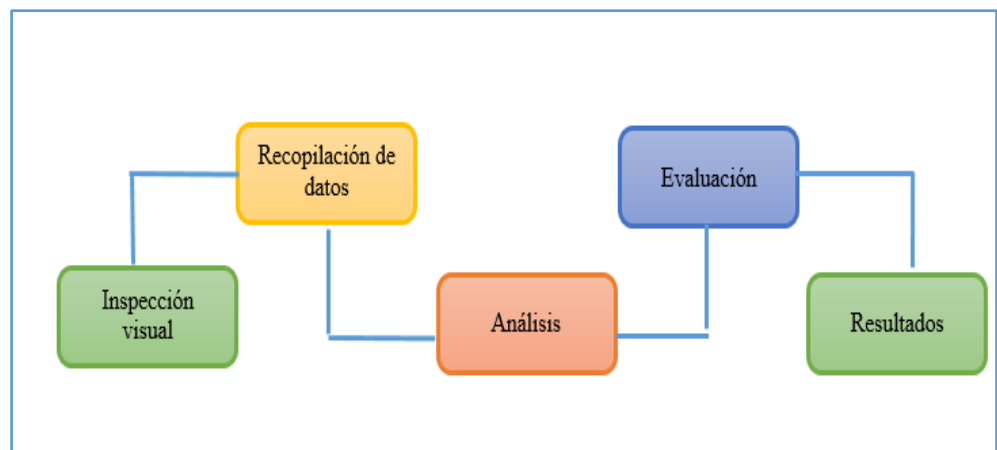 Inspección
visual
Recopilación de
datos
Análisis
Evaluación
Resultados